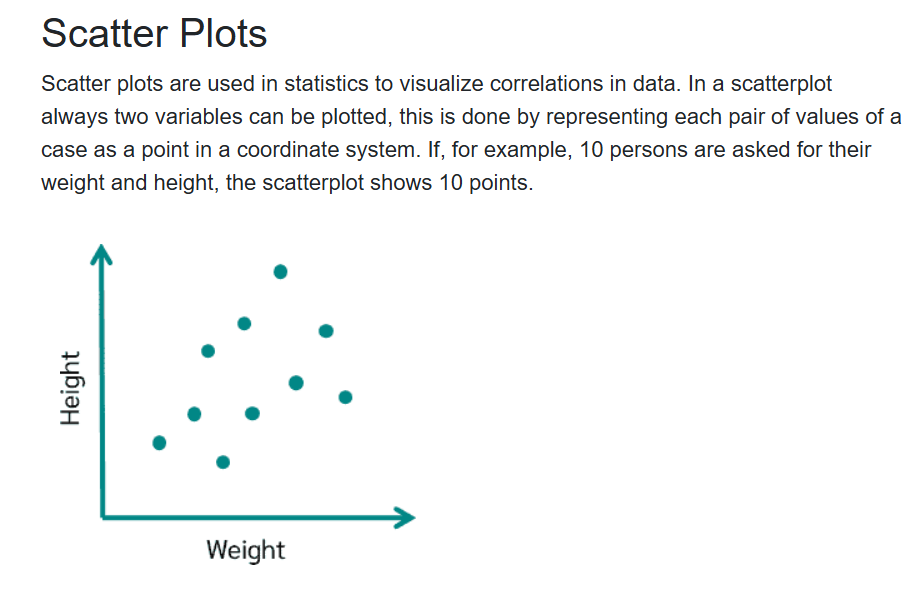 Scatter Plots
Scatter plots are used in statistics to visualize correlations in data. In a scatterplot
always two variables can be plotted, this is done by representing each pair of values of a
case as a point in a coordinate system. If, for example, 10 persons are asked for their
weight and height, the scatterplot shows 10 points.
Height
Weight